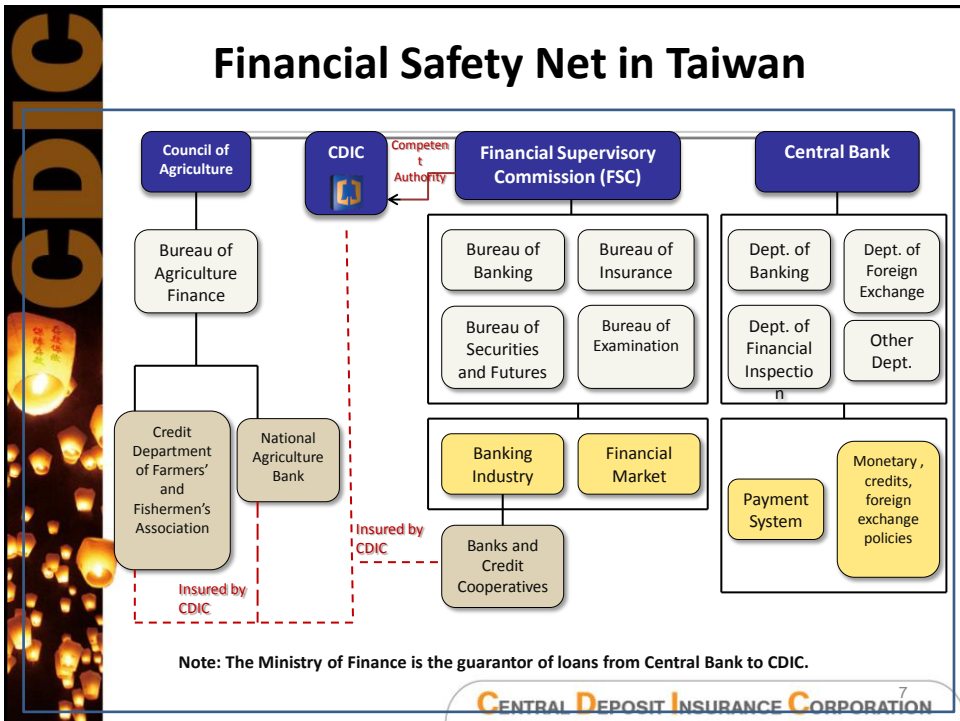 CDIC
Financial Safety Net in Taiwan
Council of
Agriculture
CDIC
Competen
t
Authority
Financial Supervisory
Commission (FSC)
Central Bank
Bureau of
Agriculture
Finance
Bureau of
Banking
Bureau of
Insurance
Bureau of
Securities
and Futures
Bureau of
Examination
Dept. of
Banking
Dept. of
Foreign
Exchange
Dept. of
Financial
Inspectio
n
Other
Dept.
Credit
Department
of Farmers’
and
Fishermen’s
Association
National
Agriculture
Bank
Banking
Industry
Financial
Market
Payment
System
Monetary ,
credits,
foreign
exchange
policies
Insured by
CDIC
Banks and
Credit
Cooperatives
Insured by
CDIC
Note: The Ministry of Finance is the guarantor of loans from Central Bank to CDIC.
7
CENTRAL DEPOSIT INSURANCE CORPORATION